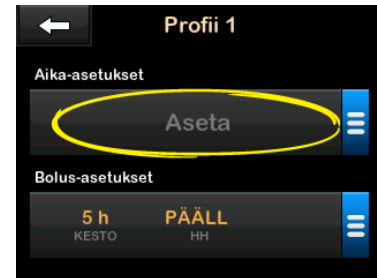 Profii 1
Aika-asetukset
Aseta
Bolus-asetukset
5 h PÄÄLL
KESTO HH